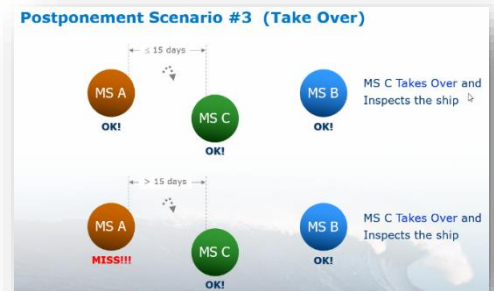 Postponement Scenario #3 (Take Over)
≤ 15 days
MS A
OK!
MS C
OK!
MS B
OK!
MS C Takes Over and
Inspects the ship
> 15 days
MS A
MISS!!!
MS C
OK!
MS B
OK!
MS C Takes Over and
Inspects the ship